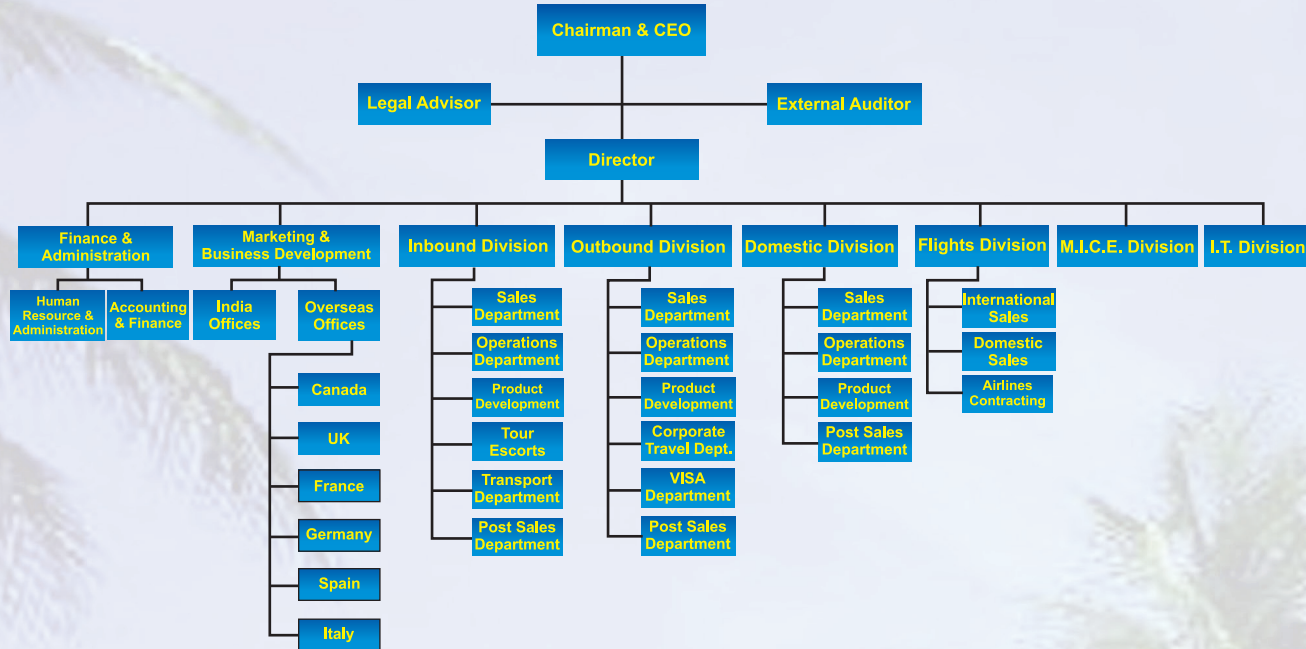 Chairman & CEO
Legal Advisor
External Auditor
Director
Finance &
Administration
Marketing &
Business Development
Inbound Division
Outbound Division
Domestic Division
Flights Division
M.I.C.E. Division
I.T. Division
Human
Resource &
Administration
Accounting
& Finance
India
Offices
Overseas
Offices
Canada
UK
France
Germany
Spain
Italy
Sales
Department
Operations
Department
Product
Development
Tour
Escorts
Transport
Department
Post Sales
Department
Sales
Department
Operations
Department
Product
Development
Corporate
Travel Dept.
VISA
Department
Post Sales
Department
Sales
Department
Operations
Department
Product
Development
Post Sales
Department
International
Sales
Domestic
Sales
Airlines
Contracting